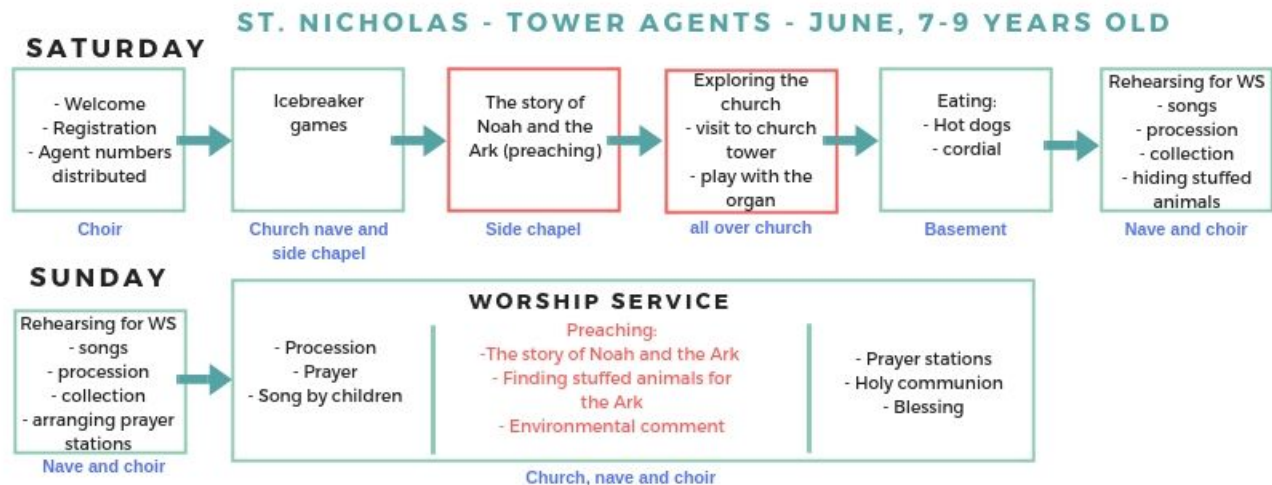 ST. NICHOLAS - TOWER AGENTS - JUNE, 7-9 YEARS OLD
SATURDAY
- Welcome
- Registration
- Agent numbers
distributed
Choir
Icebreaker
games
Church nave and
side chapel
The story of
Noah and the
Ark (preaching)
Side chapel
Exploring the
church
- visit to church
tower
- play with the
organ
all over church
Eating:
- Hot dogs
- cordial
Basement
Rehearsing for WS
- songs
- procession
- collection
- hiding stuffed
animals
Nave and choir
SUNDAY
Rehearsing for WS
- songs
- procession
- collection
- arranging prayer
stations
Nave and choir
WORSHIP SERVICE
- Procession
- Prayer
- Song by children
Preaching:
-The story of Noah and the Ark
- Finding stuffed animals for
the Ark
- Environmental comment
- Prayer stations
- Holy communion
- Blessing
Church, nave and choir